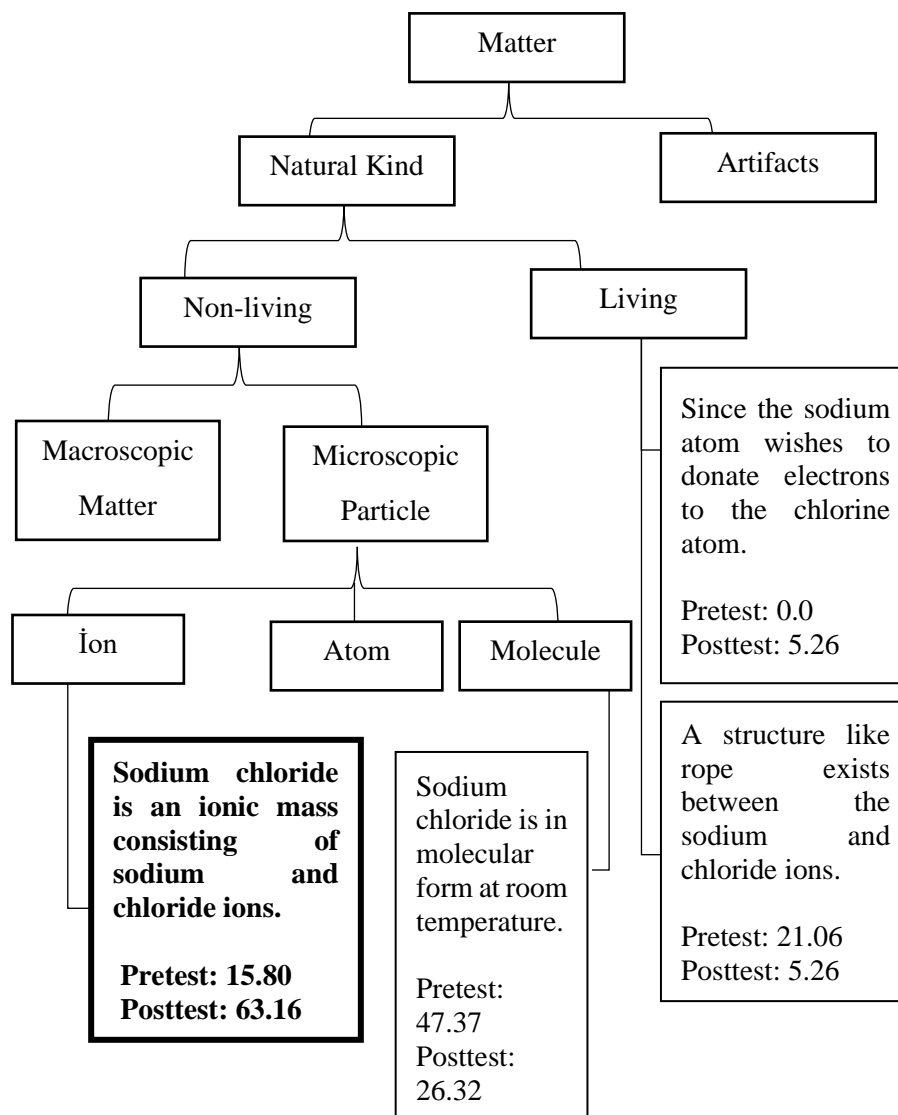 Matter
Natural Kind
Artifacts
Non-living
Living
Macroscopic
Matter
Microscopic
Particle
İon
Atom
Molecule
Since the sodium
atom wishes to
donate electrons
to the chlorine
atom.
Pretest: 0.0
Posttest: 5.26
A structure like
rope exists
between the
sodium and
chloride ions.
Pretest: 21.06
Posttest: 5.26
Sodium chloride
is an ionic mass
consisting of
sodium and
chloride ions.
Pretest: 15.80
Posttest: 63.16
Sodium
chloride is in
molecular
form at room
temperature.
Pretest:
47.37
Posttest:
26.32